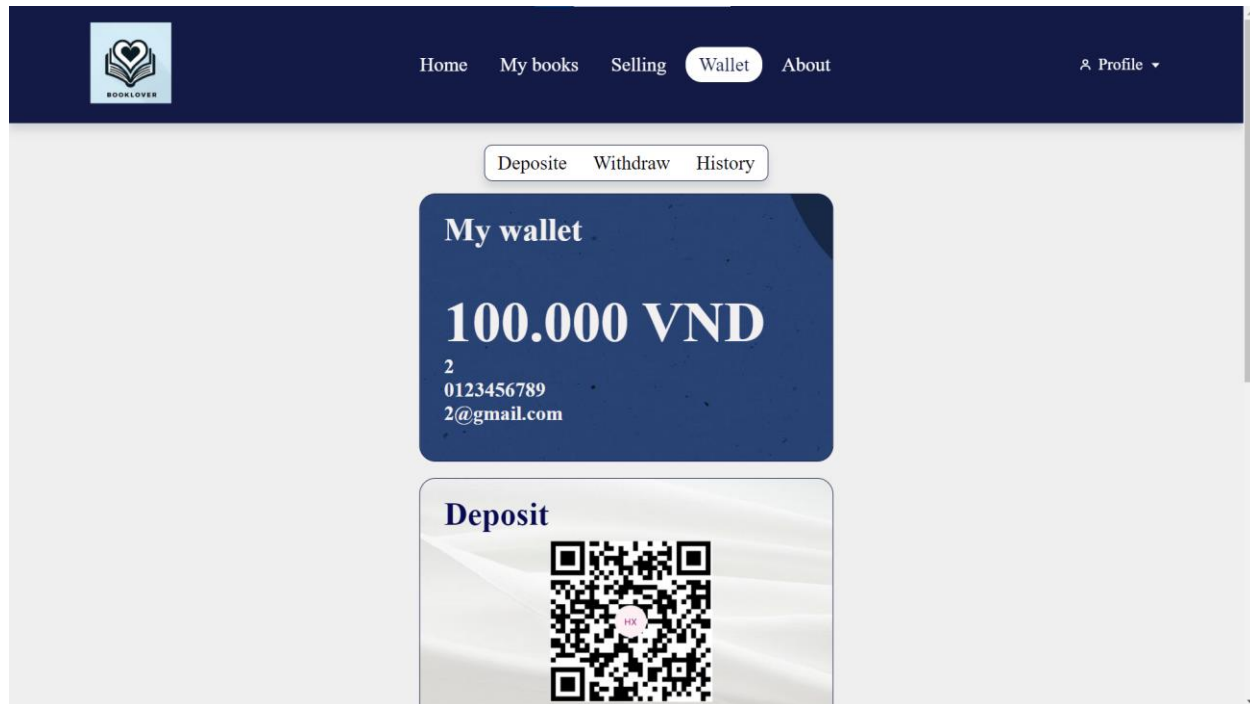 BOOKLOVER
Home My books Selling Wallet About
Profile
Deposite Withdraw History
My wallet
100.000 VND
2
0123456789
2@gmail.com
Deposit
HX